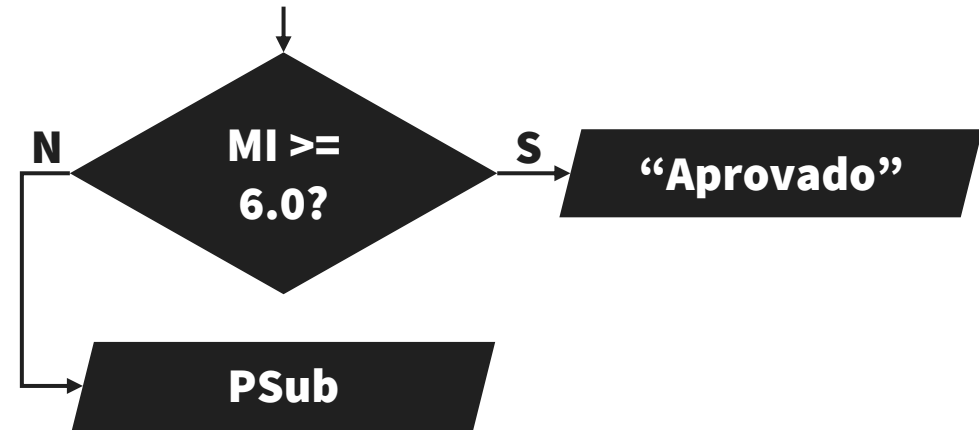 MI >=
6.0?
N
S
“Aprovado”
PSub